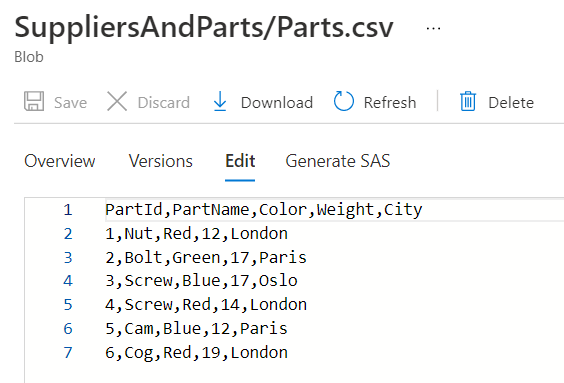 SuppliersAndParts/Parts.csv ...
Blob
Save Discard Download Refresh Delete
Overview Versions Edit Generate SAS
1 PartId,PartName,Color,Weight,City
2 1,Nut,Red,12,London
3 2,Bolt,Green,17,Paris
4 3,Screw,Blue,17,Oslo
5 4,Screw,Red,14,London
6 5,Cam,Blue,12,Paris
7 6,Cog,Red,19,London